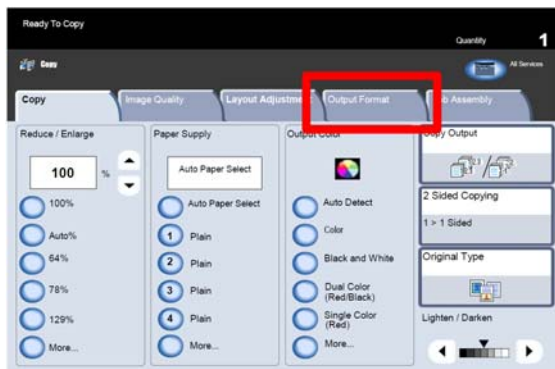 Ready To Copy
Quantity 1
Copy
All Services
Copy
Image Quality
Layout Adjustment
Output Format
Job Assembly
Reduce / Enlarge
100 %
100%
Auto%
64%
78%
129%
More...
Paper Supply
Auto Paper Select
Auto Paper Select
1 Plain
2 Plain
3 Plain
4 Plain
More...
Output Color
Auto Detect
Color
Black and White
Dual Color
(Red/Black)
Single Color
(Red)
More...
Copy Output
2 Sided Copying
1 > 1 Sided
Original Type
Lighten / Darken